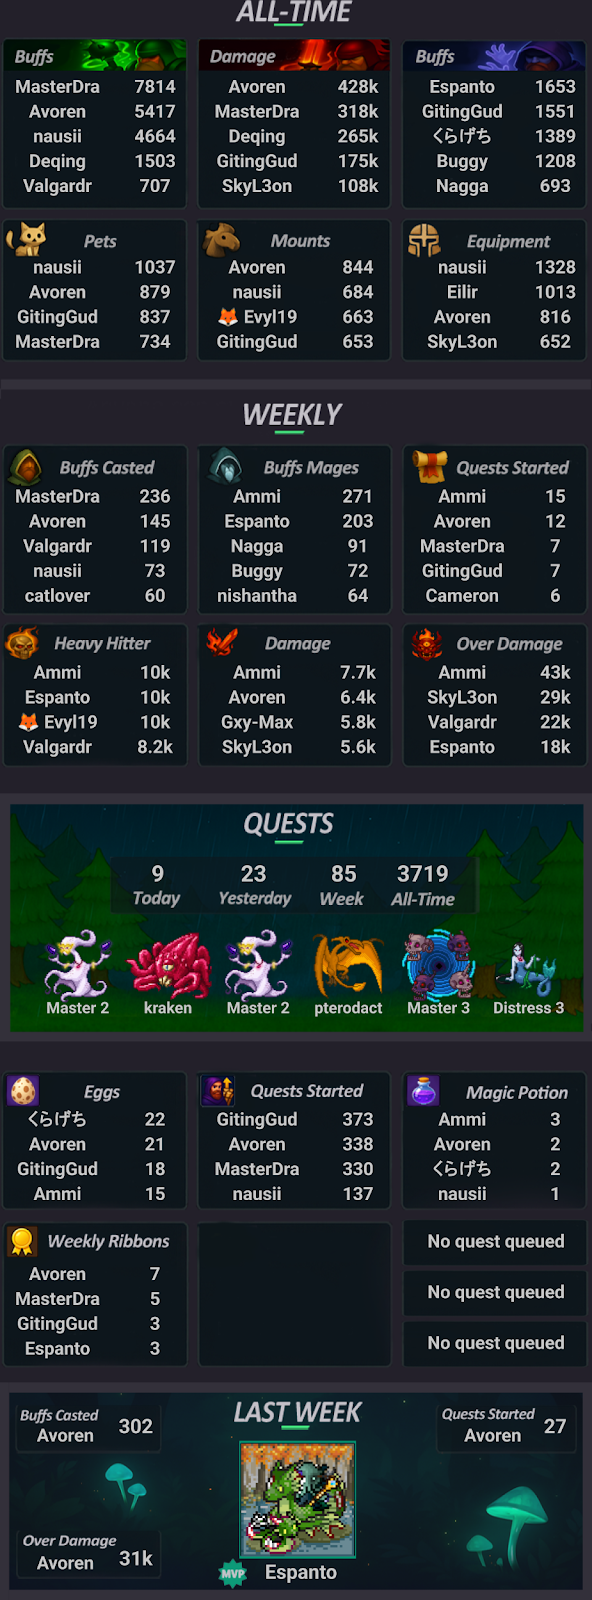 ALL-TIME
Buffs
MasterDra 7814
Avoren 5417
nausii 4664
Deqing 1503
Valgardr 707
Damage
Avoren 428k
MasterDra 318k
Deqing 265k
GitingGud 175k
SkyL3on 108k
Buffs
Espanto 1653
GitingGud 1551
くらげち 1389
Buggy 1208
Nagga 693
Pets
nausii 1037
Avoren 879
GitingGud 837
MasterDra 734
Mounts
Avoren 844
nausii 684
🦊 Evyl19 663
GitingGud 653
Equipment
nausii 1328
Eilir 1013
Avoren 816
SkyL3on 652
WEEKLY
Buffs Casted
MasterDra 236
Avoren 145
Valgardr 119
nausii 73
catlover 60
Buffs Mages
Ammi 271
Espanto 203
Nagga 91
Buggy 72
nishantha 64
Quests Started
Ammi 15
Avoren 12
MasterDra 7
GitingGud 7
Cameron 6
Heavy Hitter
Ammi 10k
Espanto 10k
🦊 Evyl19 10k
Valgardr 8.2k
Damage
Ammi 7.7k
Avoren 6.4k
Gxy-Max 5.8k
SkyL3on 5.6k
Over Damage
Ammi 43k
SkyL3on 29k
Valgardr 22k
Espanto 18k
QUESTS
9 23 85 3719
Today Yesterday Week All-Time
Master 2 kraken Master 2 pterodact Master 3 Distress 3
Eggs
くらげち 22
Avoren 21
GitingGud 18
Ammi 15
Quests Started
GitingGud 373
Avoren 338
MasterDra 330
nausii 137
Magic Potion
Ammi 3
Avoren 2
くらげち 2
nausii 1
Weekly Ribbons
Avoren 7
MasterDra 5
GitingGud 3
Espanto 3
No quest queued
No quest queued
No quest queued
LAST WEEK
Buffs Casted
Avoren 302
Quests Started
Avoren 27
Over Damage
Avoren 31k
MVP Espanto